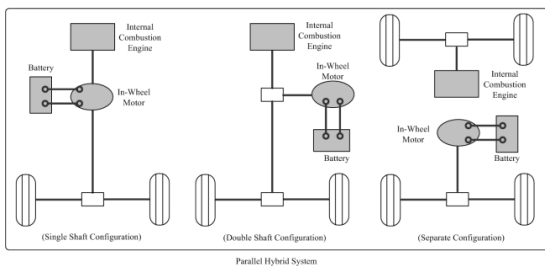 Internal
Combustion
Engine
Battery
In-Wheel
Motor
(Single Shaft Configuration)
Internal
Combustion
Engine
In-Wheel
Motor
Battery
(Double Shaft Configuration)
Internal
Combustion
Engine
In-Wheel
Motor
Battery
(Separate Configuration)
Parallel Hybrid System